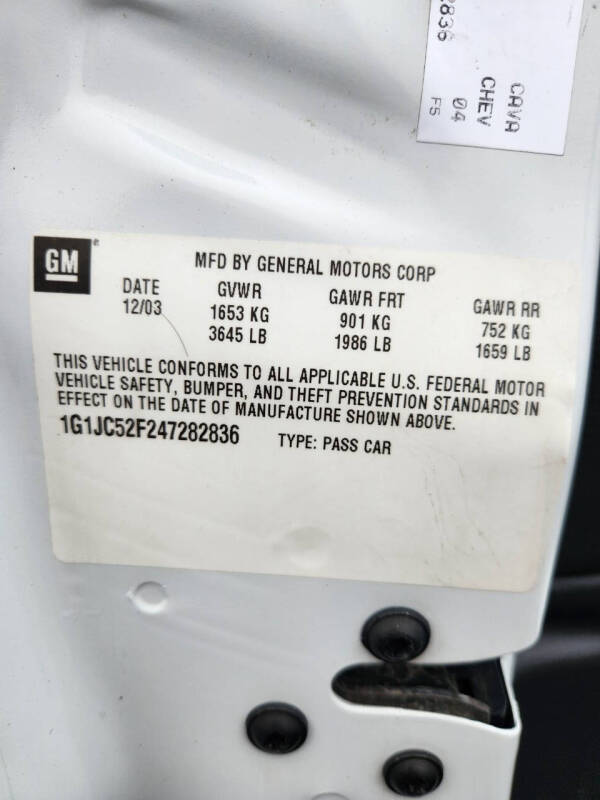 2836
CAVA
CHEV
04
F5
GM
MFD BY GENERAL MOTORS CORP
DATE GVWR GAWR FRT GAWR RR
12/03 1653 KG 901 KG 752 KG
3645 LB 1986 LB 1659 LB
THIS VEHICLE CONFORMS TO ALL APPLICABLE U.S. FEDERAL MOTOR
VEHICLE SAFETY, BUMPER, AND THEFT PREVENTION STANDARDS IN
EFFECT ON THE DATE OF MANUFACTURE SHOWN ABOVE.
1G1JC52F247282836 TYPE: PASS CAR